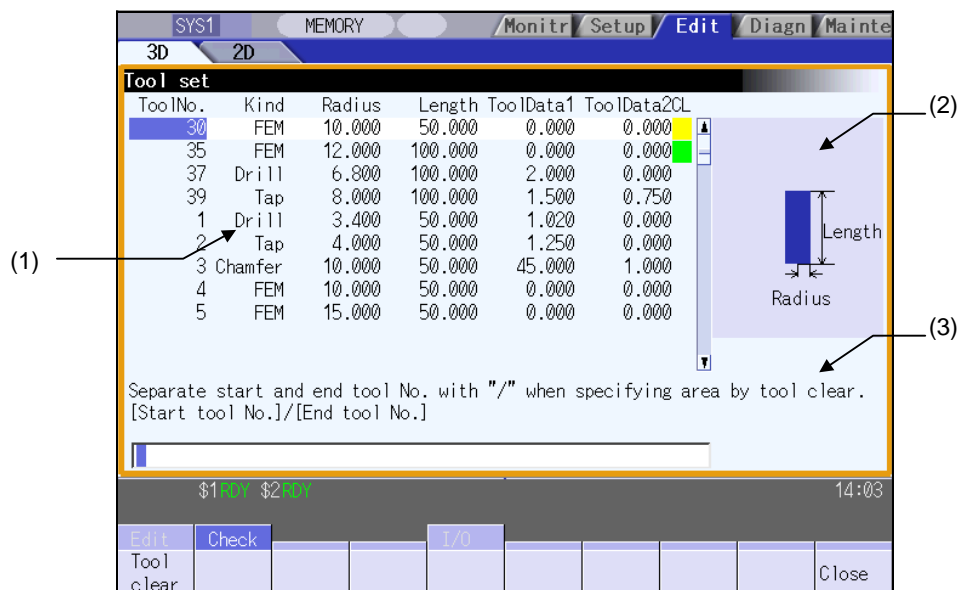 SYS1 MEMORY Monitr Setup Edit Diagn Mainte
3D 2D
Tool set
ToolNo. Kind Radius Length ToolData1 ToolData2CL
30 FEM 10.000 50.000 0.000 0.000
35 FEM 12.000 100.000 0.000 0.000
37 Drill 6.800 100.000 2.000 0.000
39 Tap 8.000 100.000 1.500 0.750
1 Drill 3.400 50.000 1.020 0.000
2 Tap 4.000 50.000 1.250 0.000
3 Chamfer 10.000 50.000 45.000 1.000
4 FEM 10.000 50.000 0.000 0.000
5 FEM 15.000 50.000 0.000 0.000
(1)
(2)
Length
Radius
(3)
Separate start and end tool No. with "/" when specifying area by tool clear.
[Start tool No.]/[End tool No.]
$1RDY $2RDY 14:03
Edit Check I/O
Tool
clear
Close